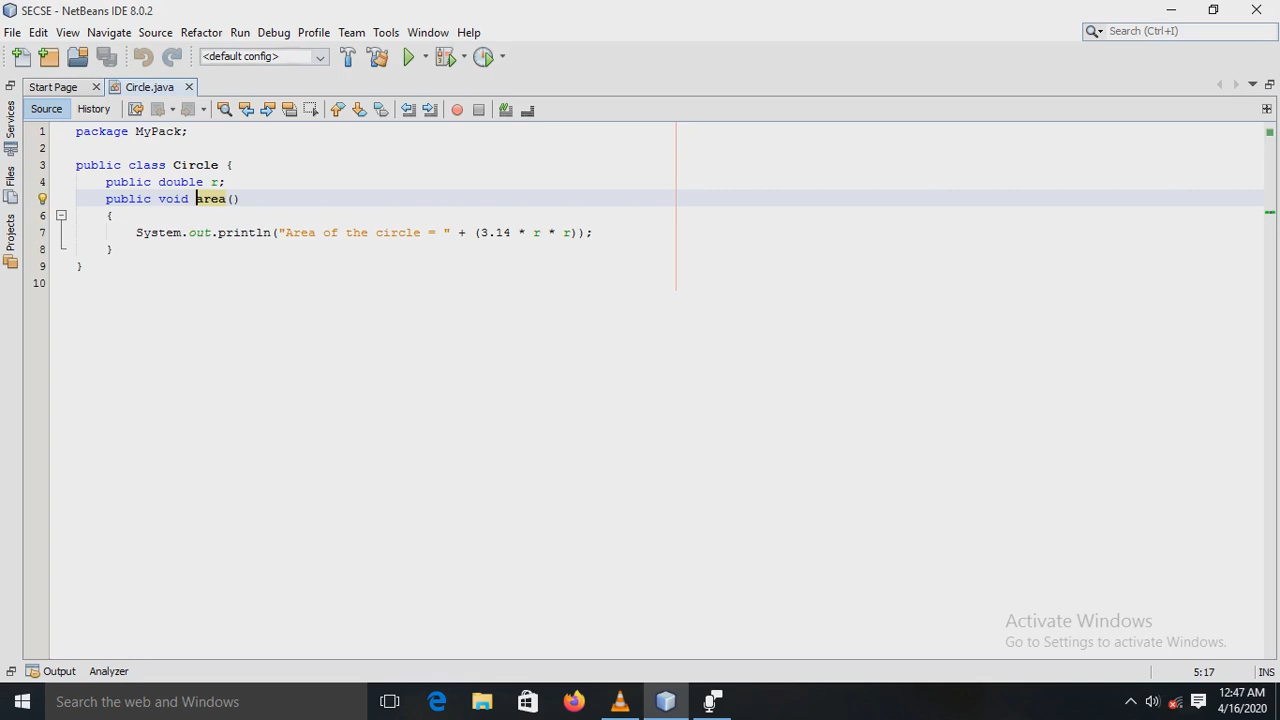 SECSE - NetBeans IDE 8.0.2
File Edit View Navigate Source Refactor Run Debug Profile Team Tools Window Help
Search (Ctrl+I)
<default config>
Start Page
Circle.java
Source History
Services
Files
Projects
1 package MyPack;
2
3 public class Circle {
4 public double r;
public void area()
6 {
7 System.out.println("Area of the circle = " + (3.14 * r * r));
8 }
9 }
10
Activate Windows
Go to Settings to activate Windows.
Output Analyzer
5:17 INS
Search the web and Windows
12:47 AM
4/16/2020